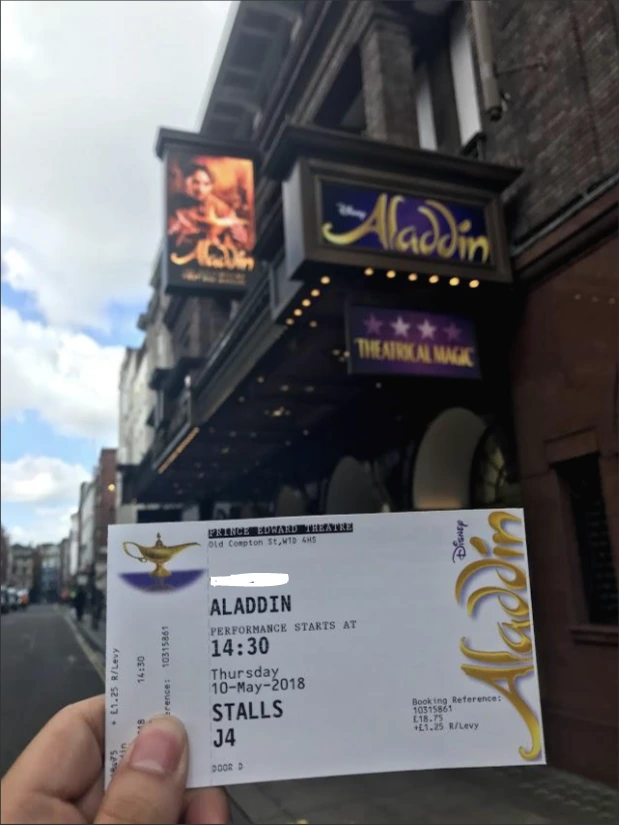 Aladdin
Disney
Aladdin
THEATRICAL MAGIC
PRINCE EDWARD THEATRE
Old Compton St,W1D 4HS
ALADDIN
PERFORMANCE STARTS AT
14:30
Thursday
10-May-2018
STALLS
J4
DOOR D
Booking Reference:
10315861
£18.75
+£1.25 R/Levy
Disney
Aladdin
+ £1.25 R/Levy
14:30
erence: 10315861